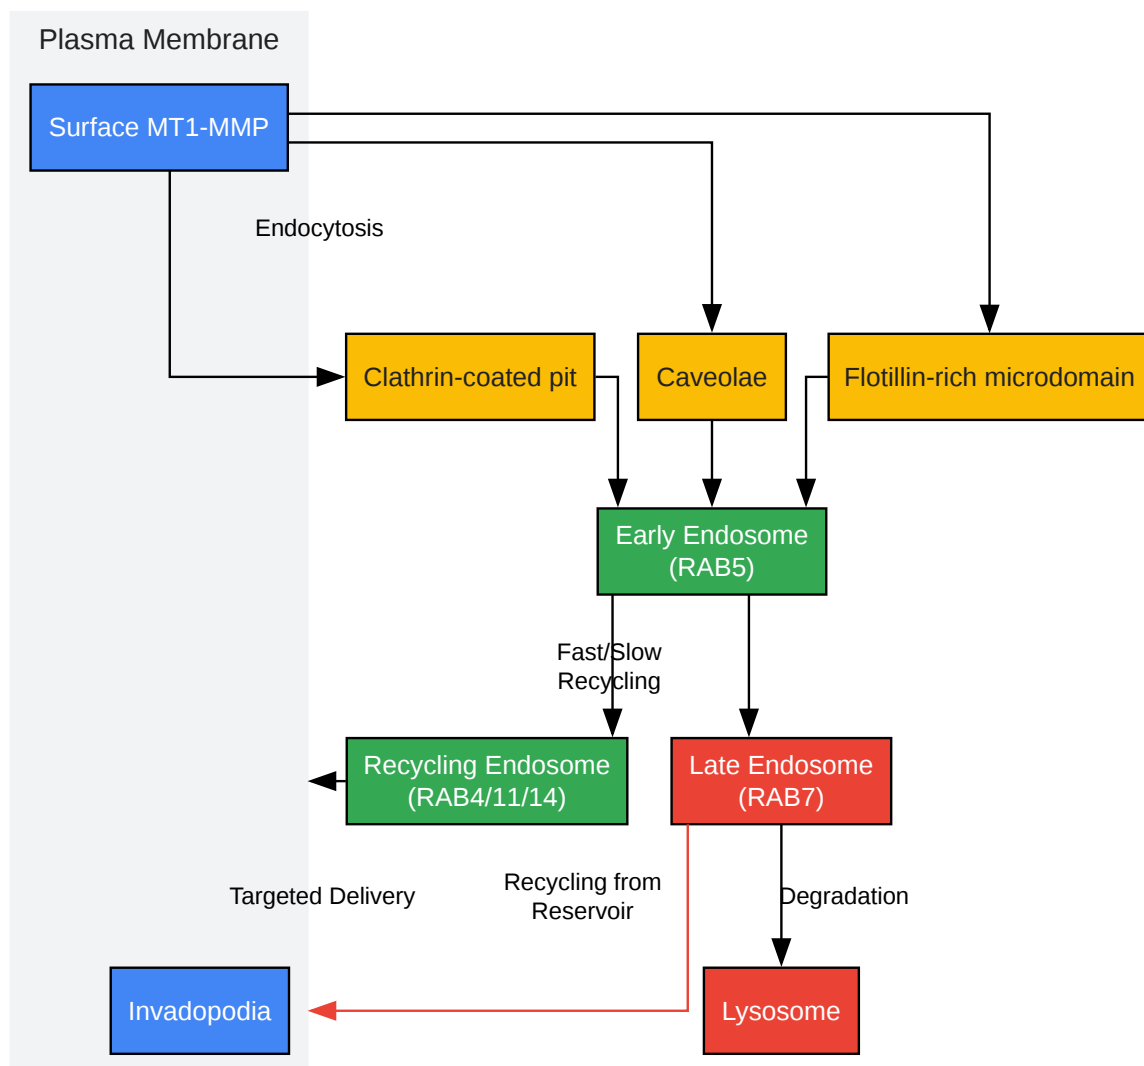 Plasma Membrane
Surface MT1-MMP
Endocytosis
Clathrin-coated pit
Caveolae
Flotillin-rich microdomain
Early Endosome
(RAB5)
Fast/Slow
Recycling
Recycling Endosome
(RAB4/11/14)
Late Endosome
(RAB7)
Targeted Delivery
Recycling from
Reservoir
Degradation
Invadopodia
Lysosome